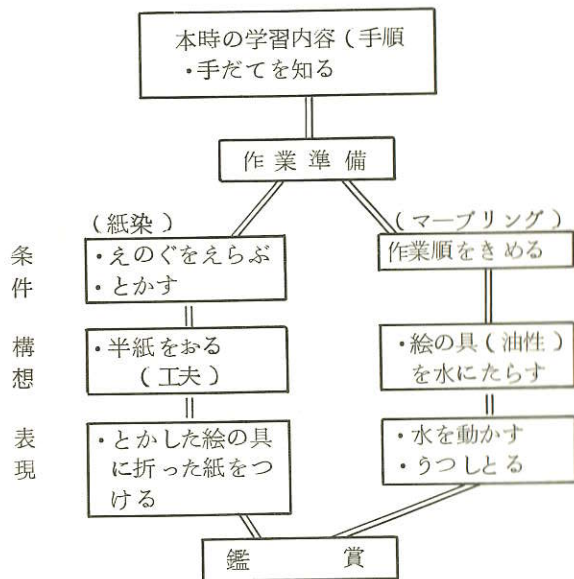 本時の学習内容(手順
・手だてを知る
作業準備
(紙染)
(マーブリング)
条件
・えのぐをえらぶ
・とかす
作業順をきめる
構想
・半紙をおる
(工夫)
・絵の具(油性)
を水にたらす
表現
・とかした絵の具
に折った紙をつ
ける
・水を動かす
・うつしとる
鑑賞